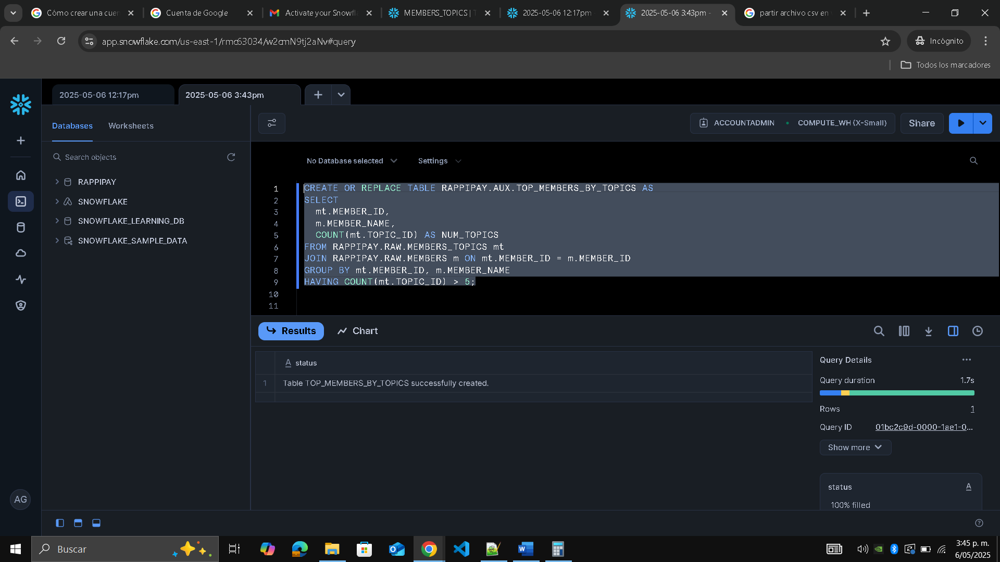 Cómo crear una cuen
Cuenta de Google
Activate your Snowfl
MEMBERS_TOPICS | T
2025-05-06 12:17pm
2025-05-06 3:43pm -
partir archivo csv en
app.snowflake.com/us-east-1/rmc63034/w2cmN9tj2aNv#query
Incógnito
Todos los marcadores
2025-05-06 12:17pm
2025-05-06 3:43pm
Databases
Worksheets
ACCOUNTADMIN
COMPUTE_WH (X-Small)
Share
Search objects
RAPPIPAY
SNOWFLAKE
SNOWFLAKE_LEARNING_DB
SNOWFLAKE_SAMPLE_DATA
No Database selected
Settings
1 CREATE OR REPLACE TABLE RAPPIPAY.AUX.TOP_MEMBERS_BY_TOPICS AS
2 SELECT
3 mt.MEMBER_ID,
4 m.MEMBER_NAME,
5 COUNT(mt.TOPIC_ID) AS NUM_TOPICS
6 FROM RAPPIPAY.RAW.MEMBERS_TOPICS mt
7 JOIN RAPPIPAY.RAW.MEMBERS m ON mt.MEMBER_ID = m.MEMBER_ID
8 GROUP BY mt.MEMBER_ID, m.MEMBER_NAME
9 HAVING COUNT(mt.TOPIC_ID) > 5;
10
11
Results
Chart
A status
1 Table TOP_MEMBERS_BY_TOPICS successfully created.
Query Details
Query duration 1.7s
Rows 1
Query ID 01bc2c9d-0000-1ae1-0...
Show more
status A
100% filled
AG
Buscar
3:45 p. m.
6/05/2025